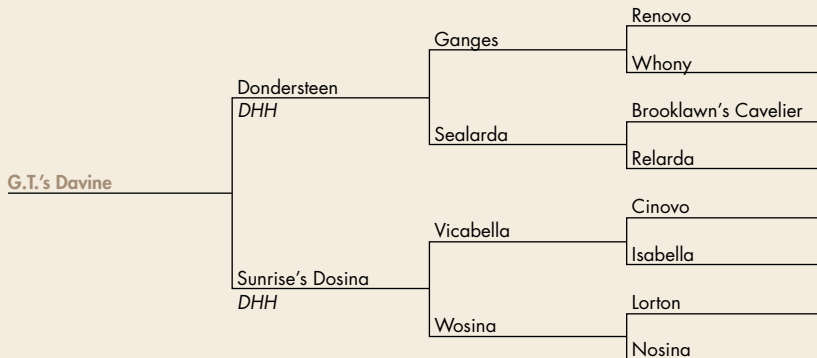 Renovo
Ganges
Whony
Dondersteen
DHH
Brooklawn's Cavelier
Sealarda
Relarda
G.T.'s Davine
Cinovo
Vicabella
Isabella
Sunrise's Dosina
DHH
Lorton
Wosina
Nosina